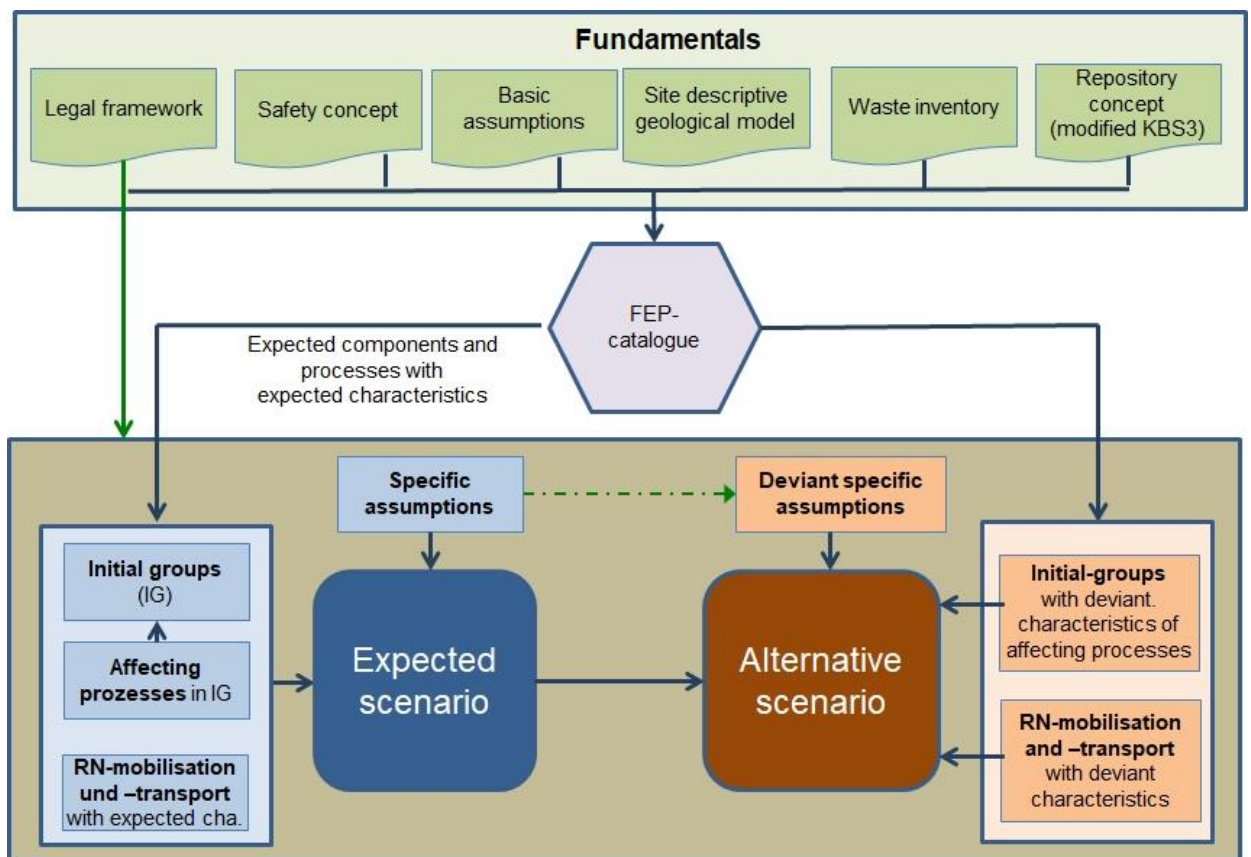 Fundamentals
Legal framework
Safety concept
Basic
assumptions
Site descriptive
geological model
Waste inventory
Repository
concept
(modified KBS3)
FEP-
catalogue
Expected components and
processes with
expected characteristics
Specific
assumptions
Deviant specific
assumptions
Initial groups
(IG)
Affecting
prozesses in IG
RN-mobilisation
und –transport
with expected cha.
Expected
scenario
Alternative
scenario
Initial-groups
with deviant.
characteristics of
affecting processes
RN-mobilisation
and –transport
with deviant
characteristics